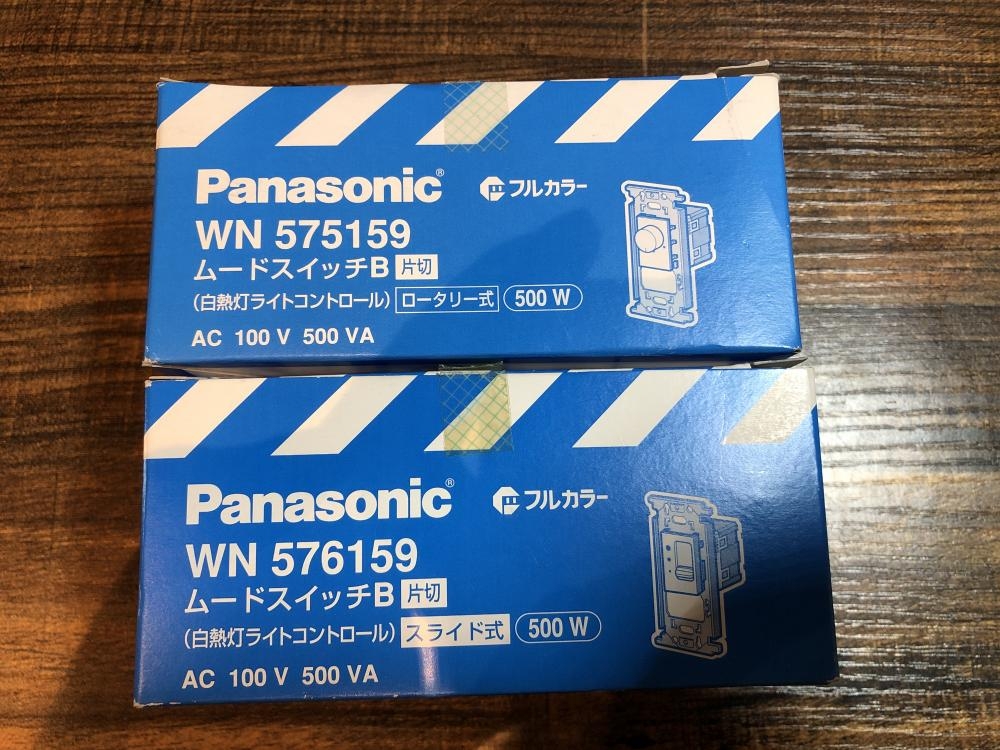 Panasonic® フルカラー
WN 575159
ムードスイッチB 片切
(白熱灯ライトコントロール) ロータリー式 500 W
AC 100 V 500 VA
Panasonic® フルカラー
WN 576159
ムードスイッチB 片切
(白熱灯ライトコントロール) スライド式 500 W
AC 100 V 500 VA